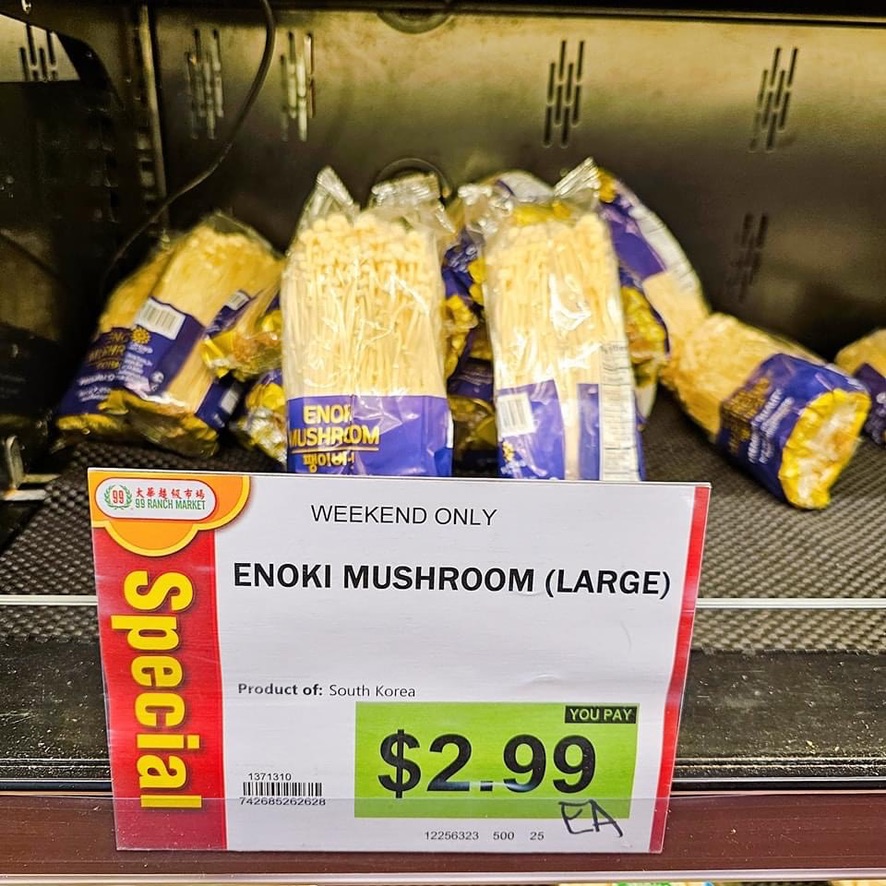 ENOKI
MUSHROOM
팽이버섯
99 大華超級市場
99 RANCH MARKET
Special
WEEKEND ONLY
ENOKI MUSHROOM (LARGE)
Product of: South Korea
YOU PAY
$2.99
EA
1371310
742685262628
12256323 500 25